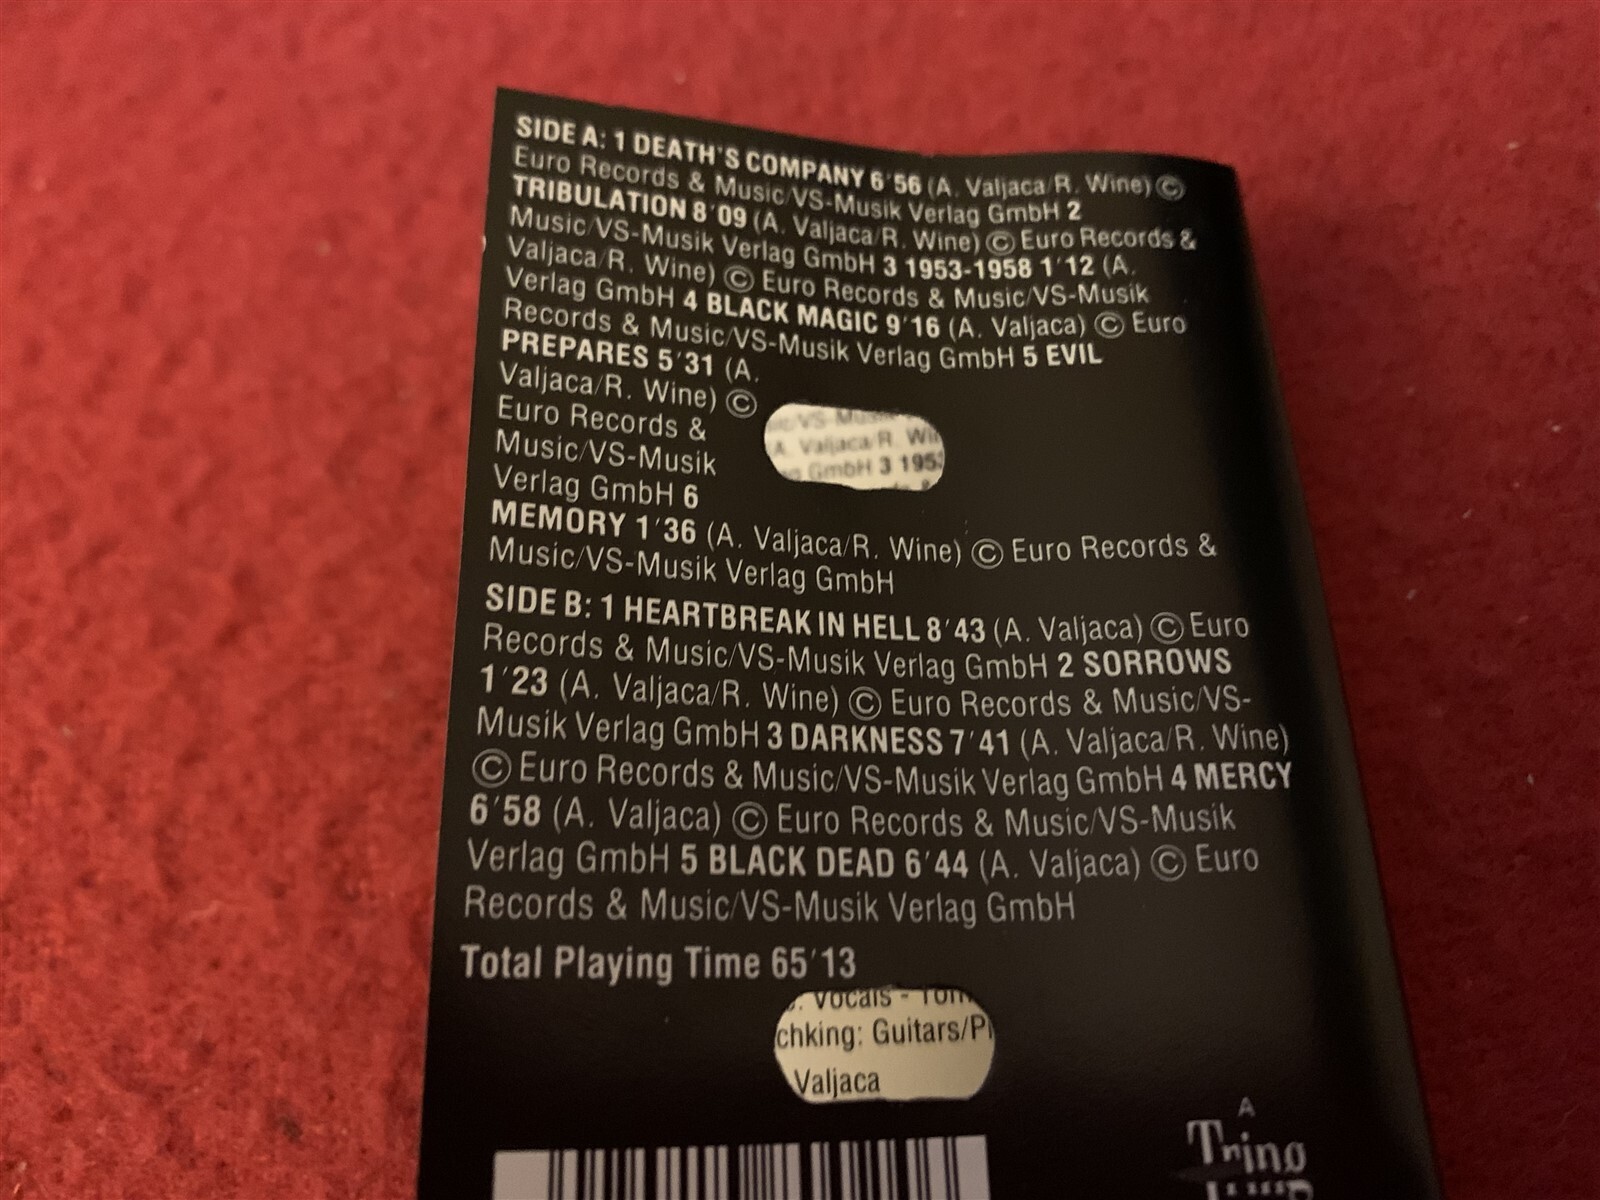 SIDE A: 1 DEATH'S COMPANY 6'56 (A. Valjaca/R. Wine) ©
Euro Records & Music/VS-Musik Verlag GmbH 2
TRIBULATION 8'09 (A. Valjaca/R. Wine) © Euro Records &
Music/VS-Musik Verlag GmbH 3 1953-1958 1'12 (A.
Valjaca/R. Wine) © Euro Records & Music/VS-Musik
Verlag GmbH 4 BLACK MAGIC 9'16 (A. Valjaca) © Euro
Records & Music/VS-Musik Verlag GmbH 5 EVIL
PREPARES 5'31 (A.
Valjaca/R. Wine) ©
Euro Records &
Music/VS-Musik
Verlag GmbH 6
MEMORY 1'36 (A. Valjaca/R. Wine) © Euro Records &
Music/VS-Musik Verlag GmbH
A. Valjaca/R. Wi
GmbH 3 195
SIDE B: 1 HEARTBREAK IN HELL 8'43 (A. Valjaca) © Euro
Records & Music/VS-Musik Verlag GmbH 2 SORROWS
1'23 (A. Valjaca/R. Wine) © Euro Records & Music/VS-
Musik Verlag GmbH 3 DARKNESS 7'41 (A. Valjaca/R. Wine)
© Euro Records & Music/VS-Musik Verlag GmbH 4 MERCY
6'58 (A. Valjaca) © Euro Records & Music/VS-Musik
Verlag GmbH 5 BLACK DEAD 6'44 (A. Valjaca) © Euro
Records & Music/VS-Musik Verlag GmbH
Total Playing Time 65'13
Vocals -
chking: Guitars/P
Valjaca
A
Tring